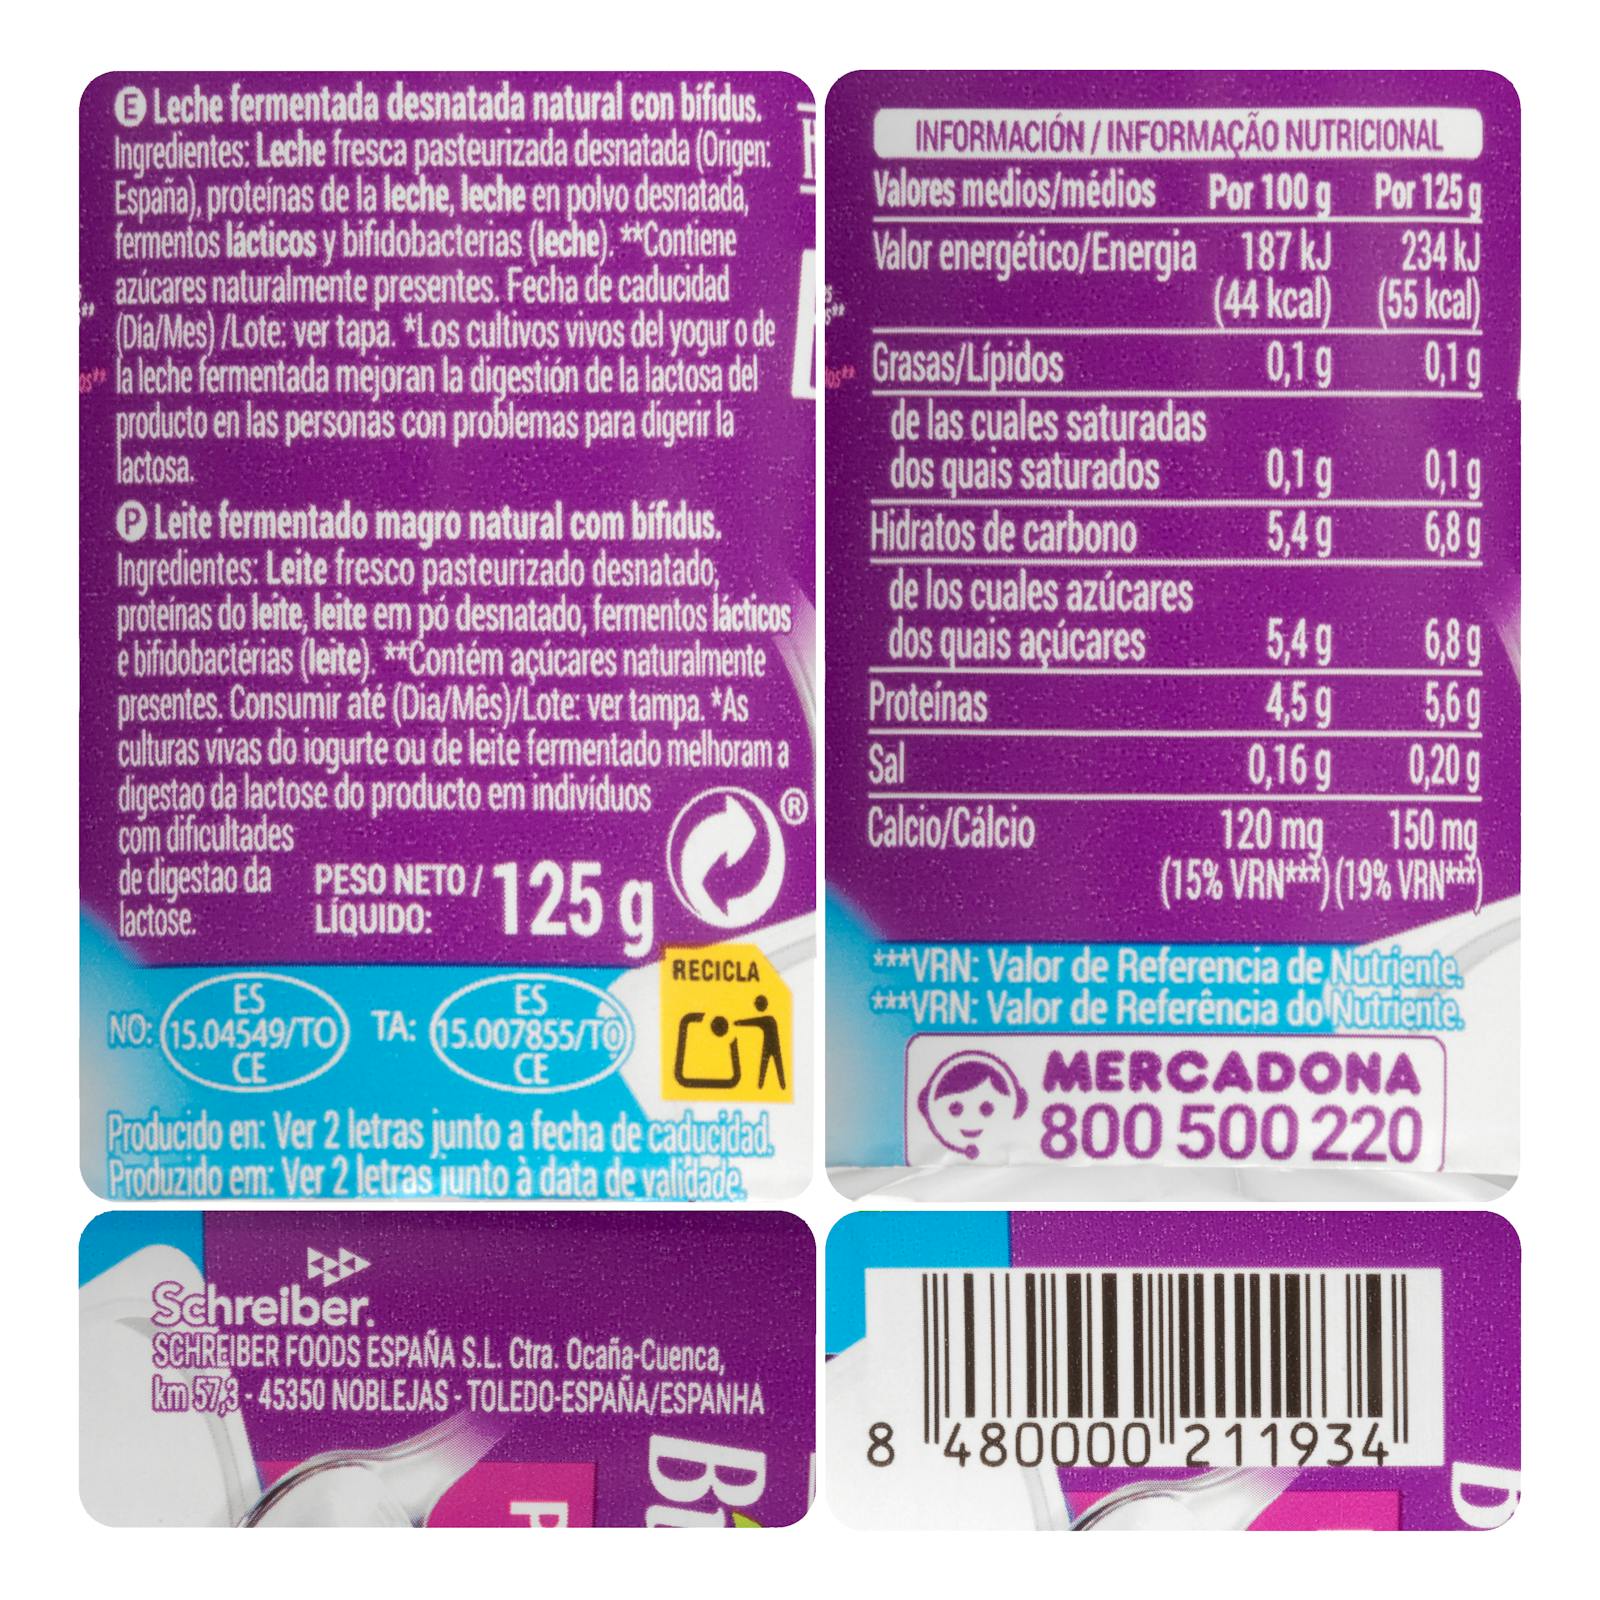 E Leche fermentada desnatada natural con bífidus.
Ingredientes: Leche fresca pasteurizada desnatada (Origen:
España), proteínas de la leche, leche en polvo desnatada,
fermentos lácticos y bifidobacterias (leche). **Contiene
azúcares naturalmente presentes. Fecha de caducidad
(Día/Mes) /Lote: ver tapa. *Los cultivos vivos del yogur o de
la leche fermentada mejoran la digestión de la lactosa del
producto en las personas con problemas para digerir la
lactosa.
P Leite fermentado magro natural com bífidus.
Ingredientes: Leite fresco pasteurizado desnatado,
proteínas do leite, leite em pó desnatado, fermentos lácticos
e bifidobactérias (leite). **Contém açúcares naturalmente
presentes. Consumir até (Dia/Mês)/Lote: ver tampa. *As
culturas vivas do iogurte ou de leite fermentado melhoram a
digestao da lactose do producto em indivíduos
com dificultades
de digestao da
lactose.
PESO NETO /
LÍQUIDO:
125 g
®
RECICLA
NO: ES
15.04549/TO
CE
TA: ES
15.007855/TO
CE
Producido en: Ver 2 letras junto a fecha de caducidad.
Produzido em: Ver 2 letras junto à data de validade.
INFORMACIÓN / INFORMAÇÃO NUTRICIONAL
Valores medios/médios Por 100 g Por 125 g
Valor energético/Energia 187 kJ 234 kJ
(44 kcal) (55 kcal)
Grasas/Lípidos 0,1 g 0,1 g
de las cuales saturadas
dos quais saturados 0,1 g 0,1 g
Hidratos de carbono 5,4 g 6,8 g
de los cuales azúcares
dos quais açúcares 5,4 g 6,8 g
Proteínas 4,5 g 5,6 g
Sal 0,16 g 0,20 g
Calcio/Cálcio 120 mg 150 mg
(15% VRN***) (19% VRN***)
***VRN: Valor de Referencia de Nutriente.
***VRN: Valor de Referência do Nutriente.
MERCADONA
800 500 220
Schreiber.
SCHREIBER FOODS ESPAÑA S.L. Ctra. Ocaña-Cuenca,
km 57,3 - 45350 NOBLEJAS - TOLEDO-ESPAÑA/ESPANHA
8 480000 211934